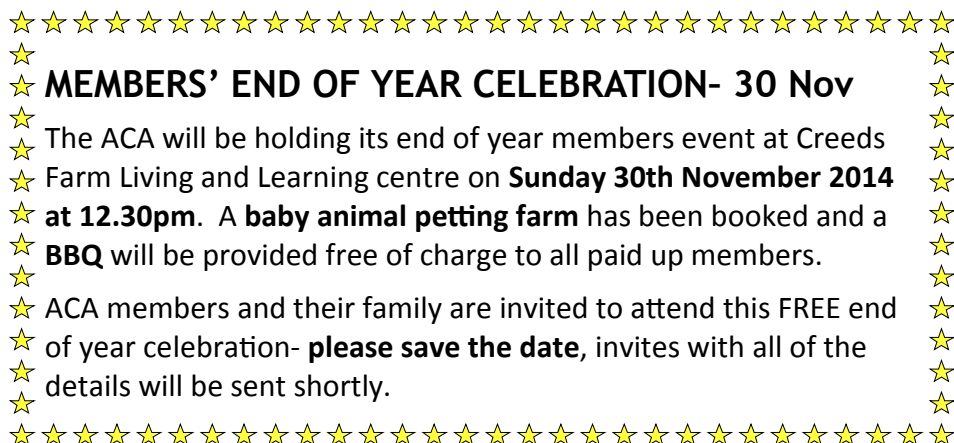 MEMBERS’ END OF YEAR CELEBRATION- 30 Nov
The ACA will be holding its end of year members event at Creeds
Farm Living and Learning centre on Sunday 30th November 2014
at 12.30pm.  A baby animal petting farm has been booked and a
BBQ will be provided free of charge to all paid up members.
ACA members and their family are invited to attend this FREE end
of year celebration- please save the date, invites with all of the
details will be sent shortly.